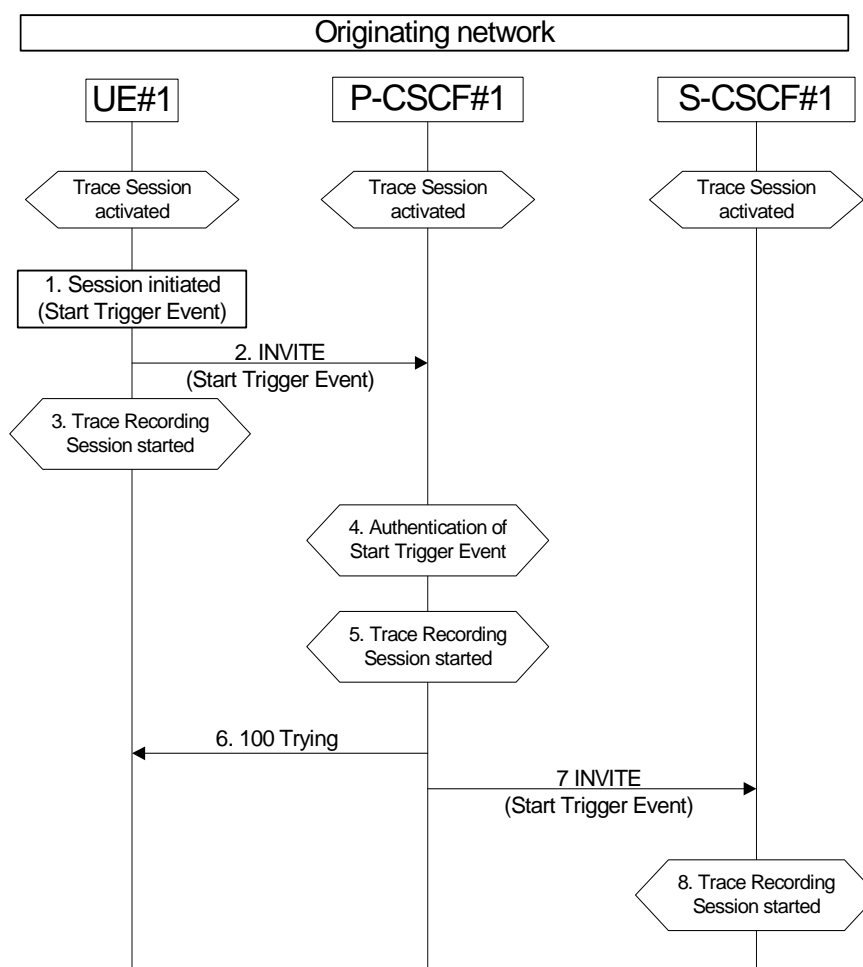 Originating network
UE#1
P-CSCF#1
S-CSCF#1
Trace Session
activated
Trace Session
activated
Trace Session
activated
1. Session initiated
(Start Trigger Event)
2. INVITE
(Start Trigger Event)
3. Trace Recording
Session started
4. Authentication of
Start Trigger Event
5. Trace Recording
Session started
6. 100 Trying
7 INVITE
(Start Trigger Event)
8. Trace Recording
Session started